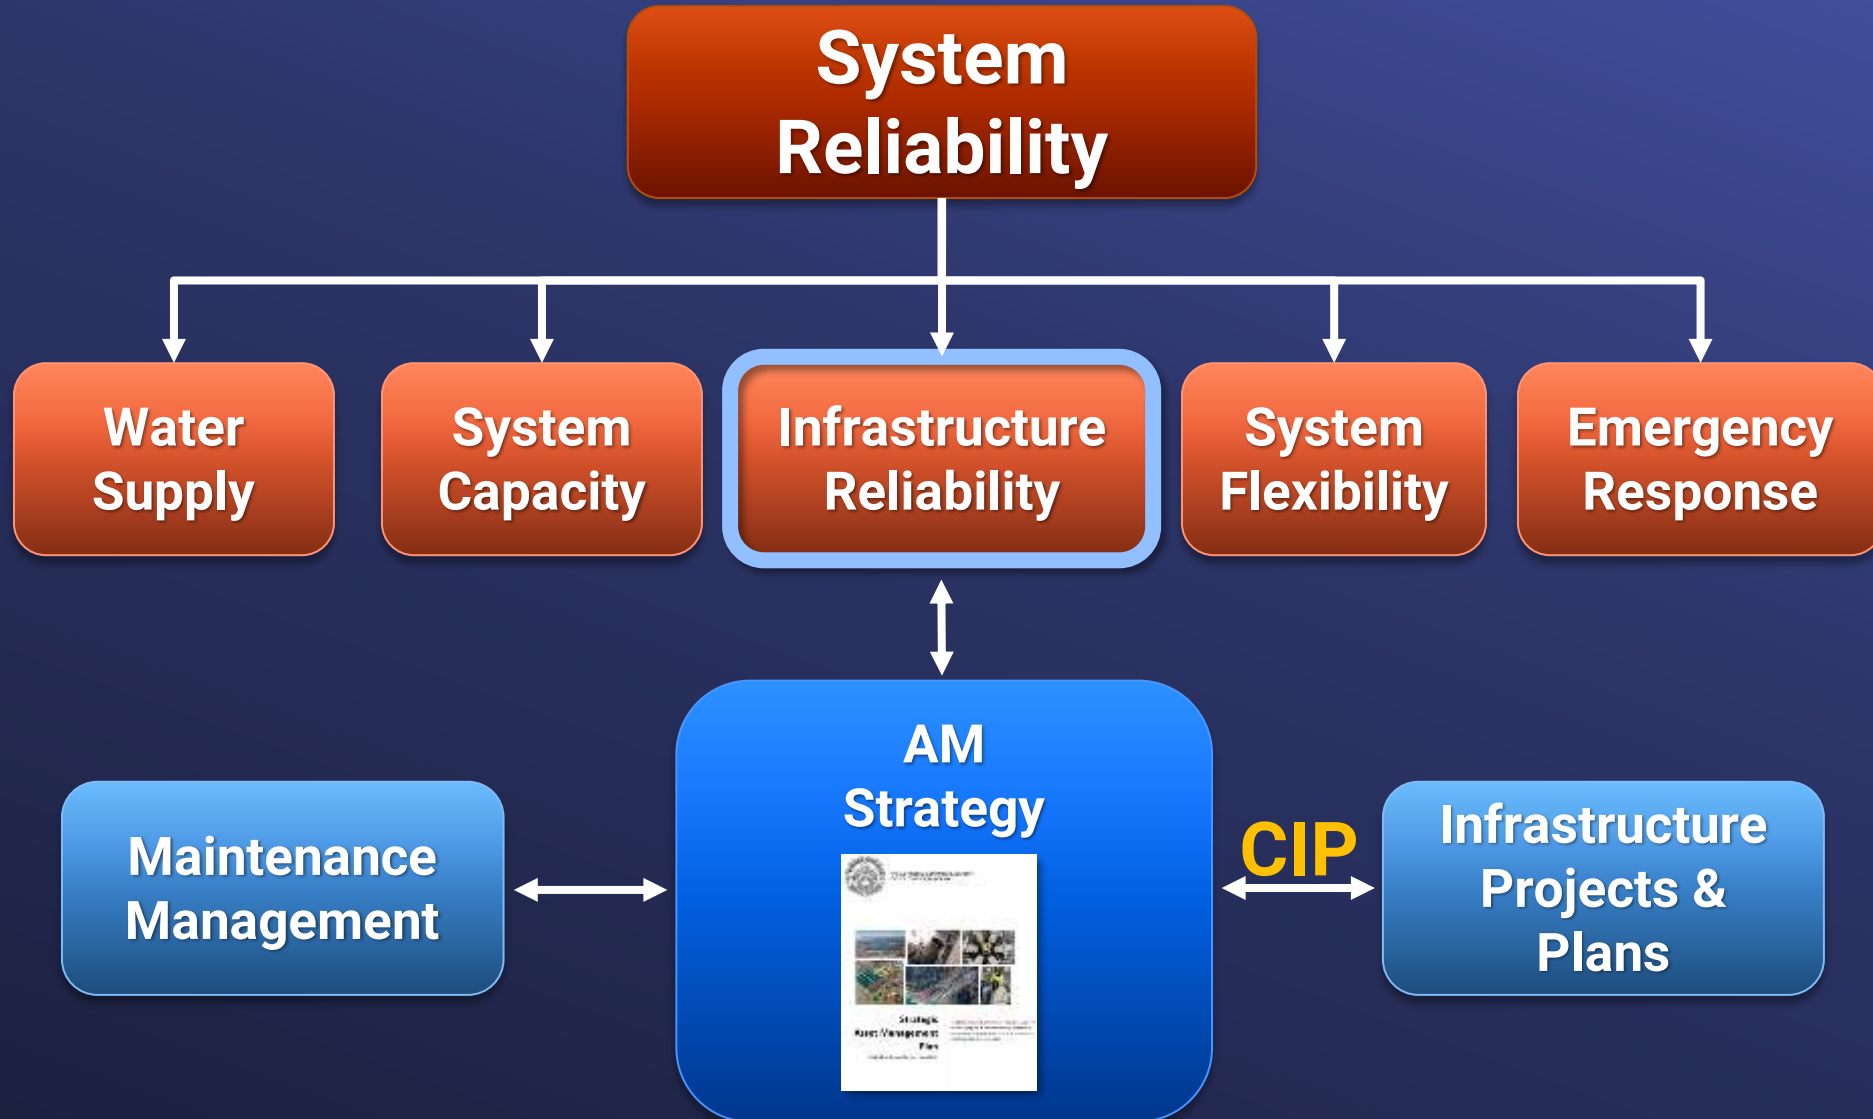 System
Reliability
Water
Supply
System
Capacity
Infrastructure
Reliability
System
Flexibility
Emergency
Response
AM
Strategy
Maintenance
Management
CIP
Infrastructure
Projects &
Plans
Strategic
Asset Management
Plan